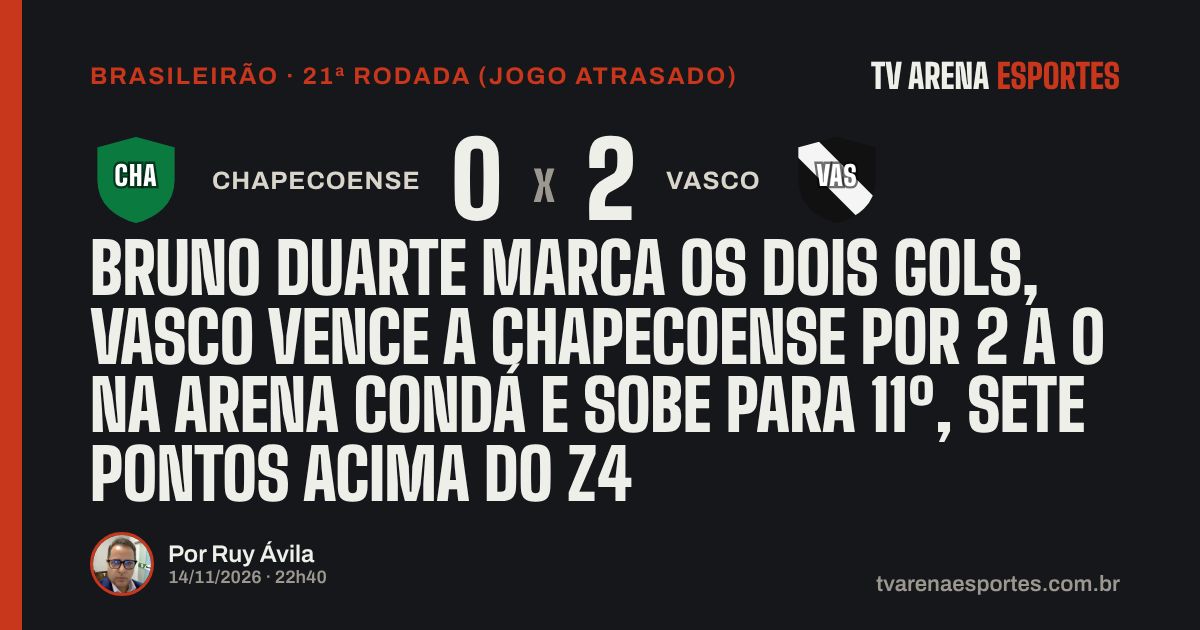 BRASILEIRÃO · 21ª RODADA (JOGO ATRASADO)
TV ARENA ESPORTES
CHA CHAPECOENSE 0 X 2 VASCO VAS
BRUNO DUARTE MARCA OS DOIS GOLS,
VASCO VENCE A CHAPECOENSE POR 2 A 0
NA ARENA CONDÁ E SOBE PARA 11º, SETE
PONTOS ACIMA DO Z4
Por Ruy Ávila
14/11/2026 · 22h40
tvarenaesportes.com.br